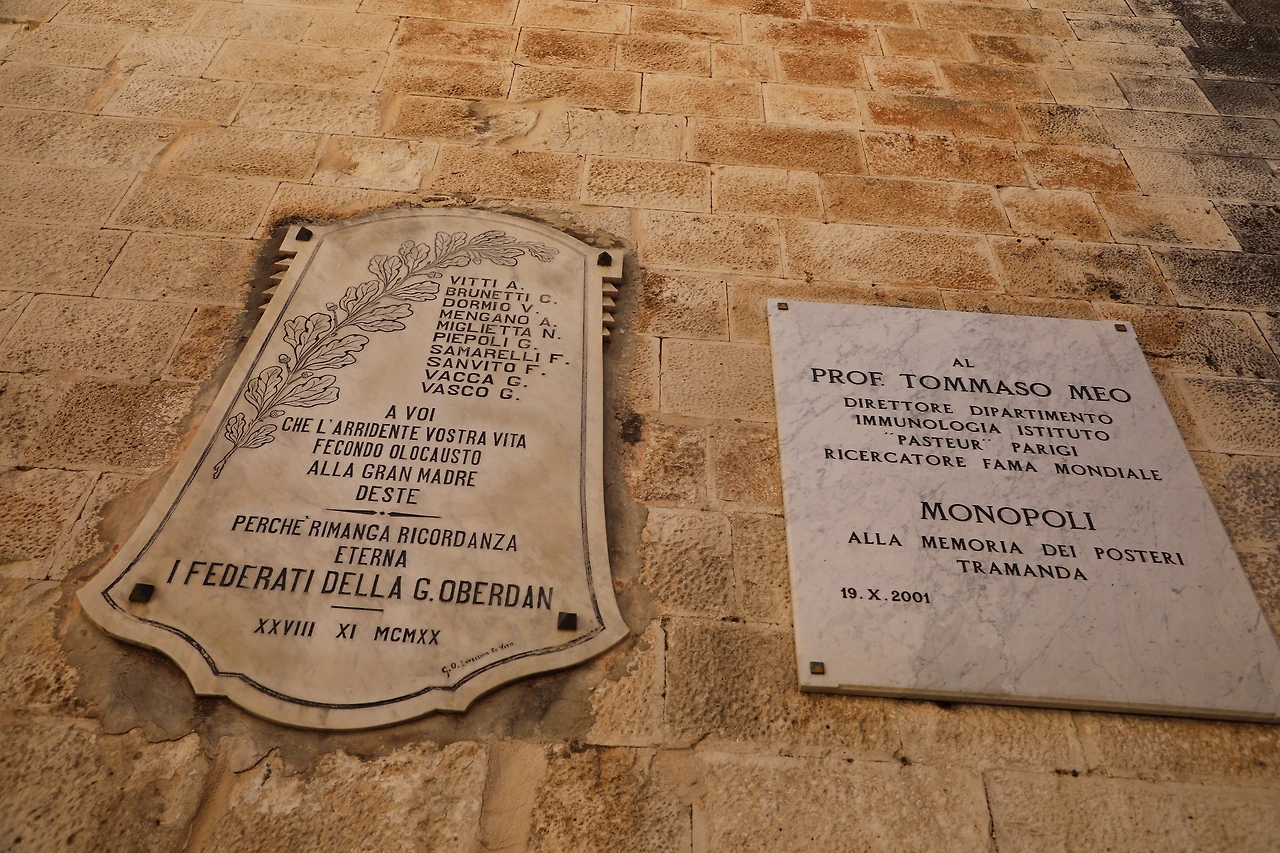 VITTI A.
BRUNETTI C.
DORMIO V.
MENGANO A.
MIGLIETTA N.
PIEPOLI G.
SAMARELLI F.
SANVITO F.
VACCA G.
VASCO G.
A VOI
CHE L'ARRIDENTE VOSTRA VITA
FECONDO OLOCAUSTO
ALLA GRAN MADRE
DESTE
PERCHE' RIMANGA RICORDANZA
ETERNA
I FEDERATI DELLA G. OBERDAN
XXVIII XI MCMXX
AL
PROF. TOMMASO MEO
DIRETTORE DIPARTIMENTO
IMMUNOLOGIA ISTITUTO
"PASTEUR" PARIGI
RICERCATORE FAMA MONDIALE
MONOPOLI
ALLA MEMORIA DEI POSTERI
TRAMANDA
19.X.2001